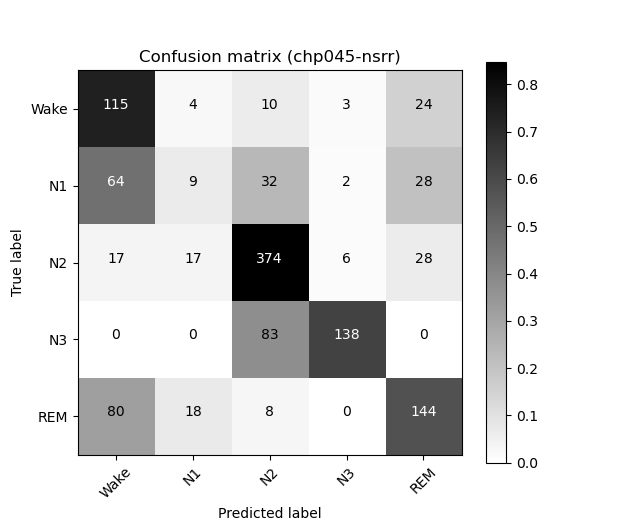 Confusion matrix (chp045-nsrr)
True label
Wake 115 4 10 3 24
N1 64 9 32 2 28
N2 17 17 374 6 28
N3 0 0 83 138 0
REM 80 18 8 0 144
Wake N1 N2 N3 REM
Predicted label
0.8
0.7
0.6
0.5
0.4
0.3
0.2
0.1
0.0